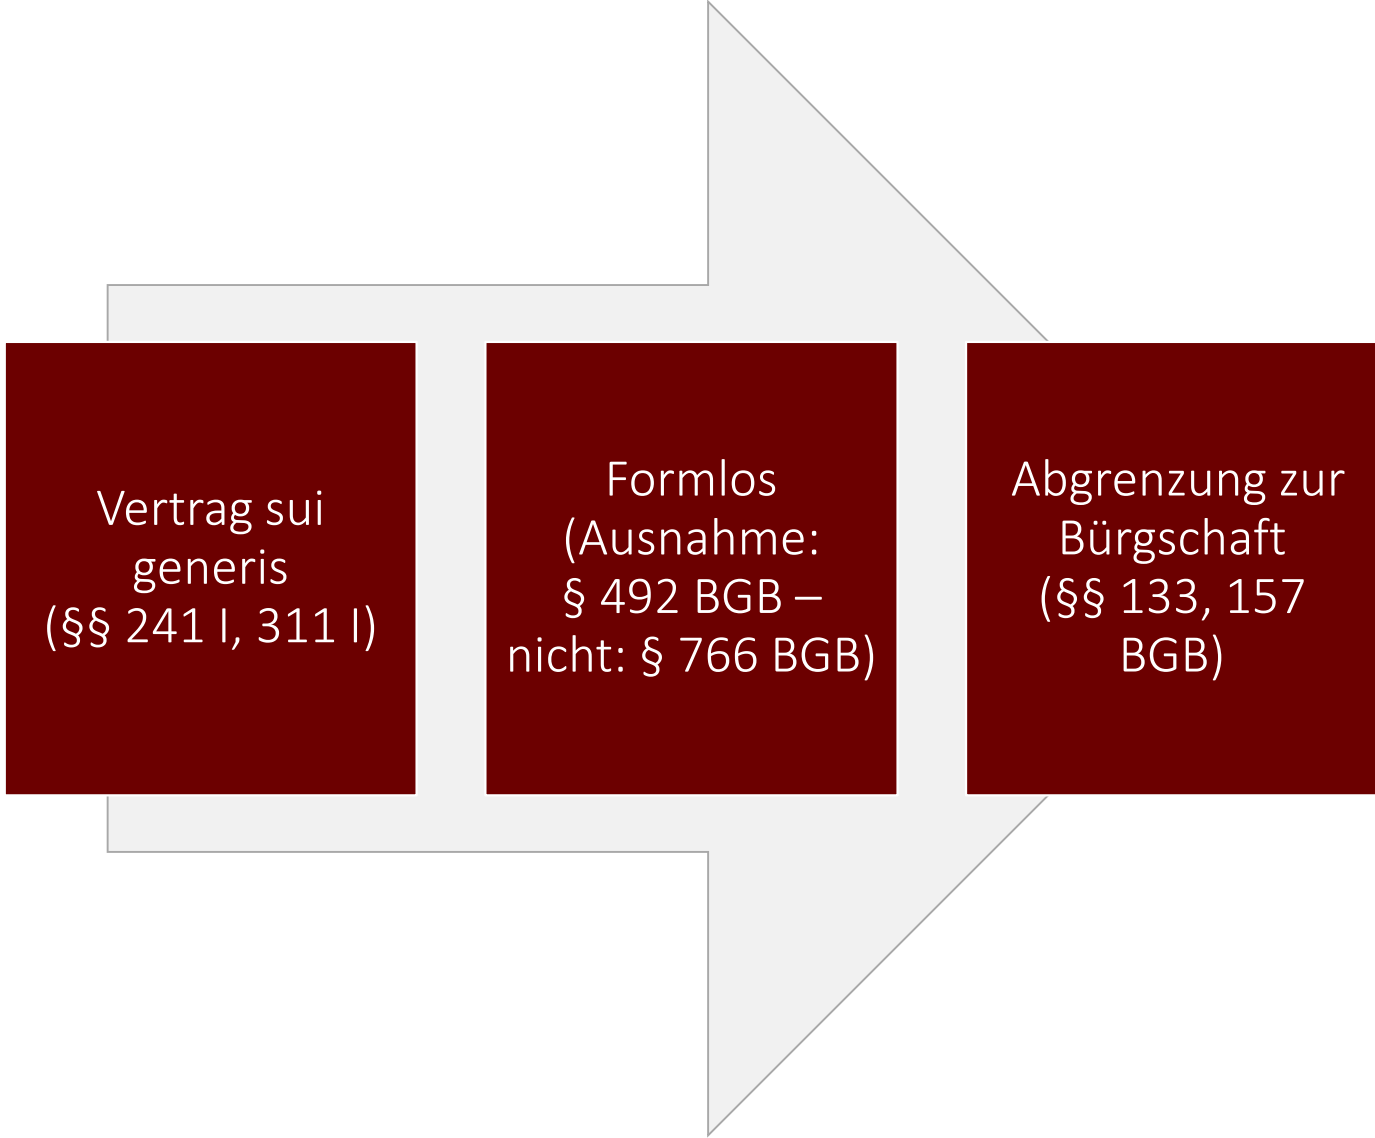 Vertrag sui
generis
(§§ 241 I, 311 I)
Formlos
(Ausnahme:
§ 492 BGB –
nicht: § 766 BGB)
Abgrenzung zur
Bürgschaft
(§§ 133, 157
BGB)